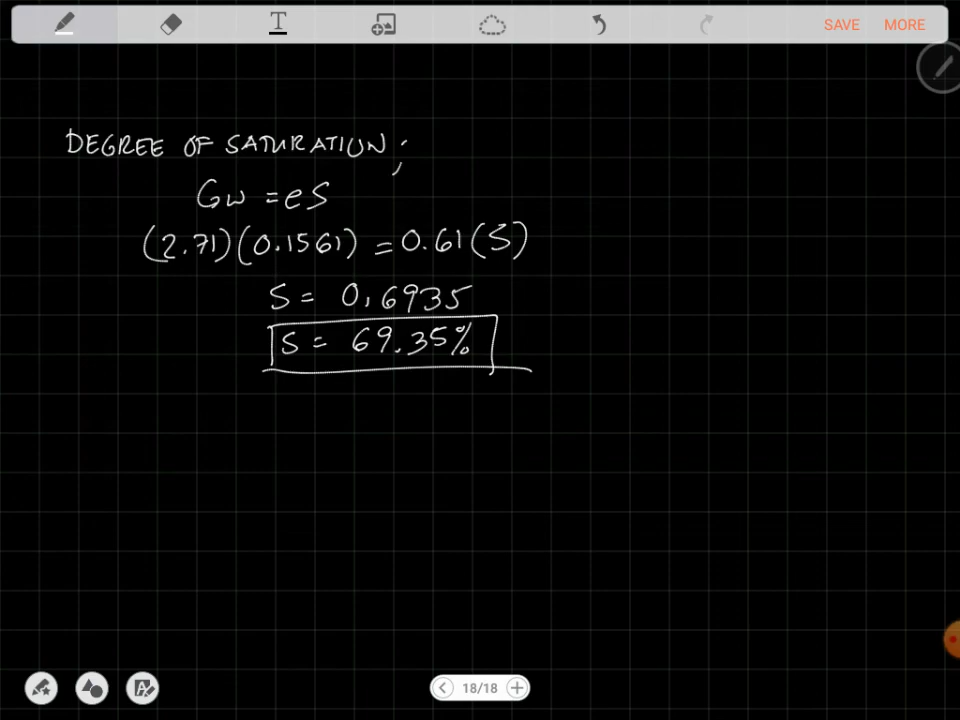 T
SAVE MORE
DEGREE OF SATURATION;
Gw = eS
(2.71)(0.1561) = 0.61(S)
S = 0.6935
S = 69.35%
18/18